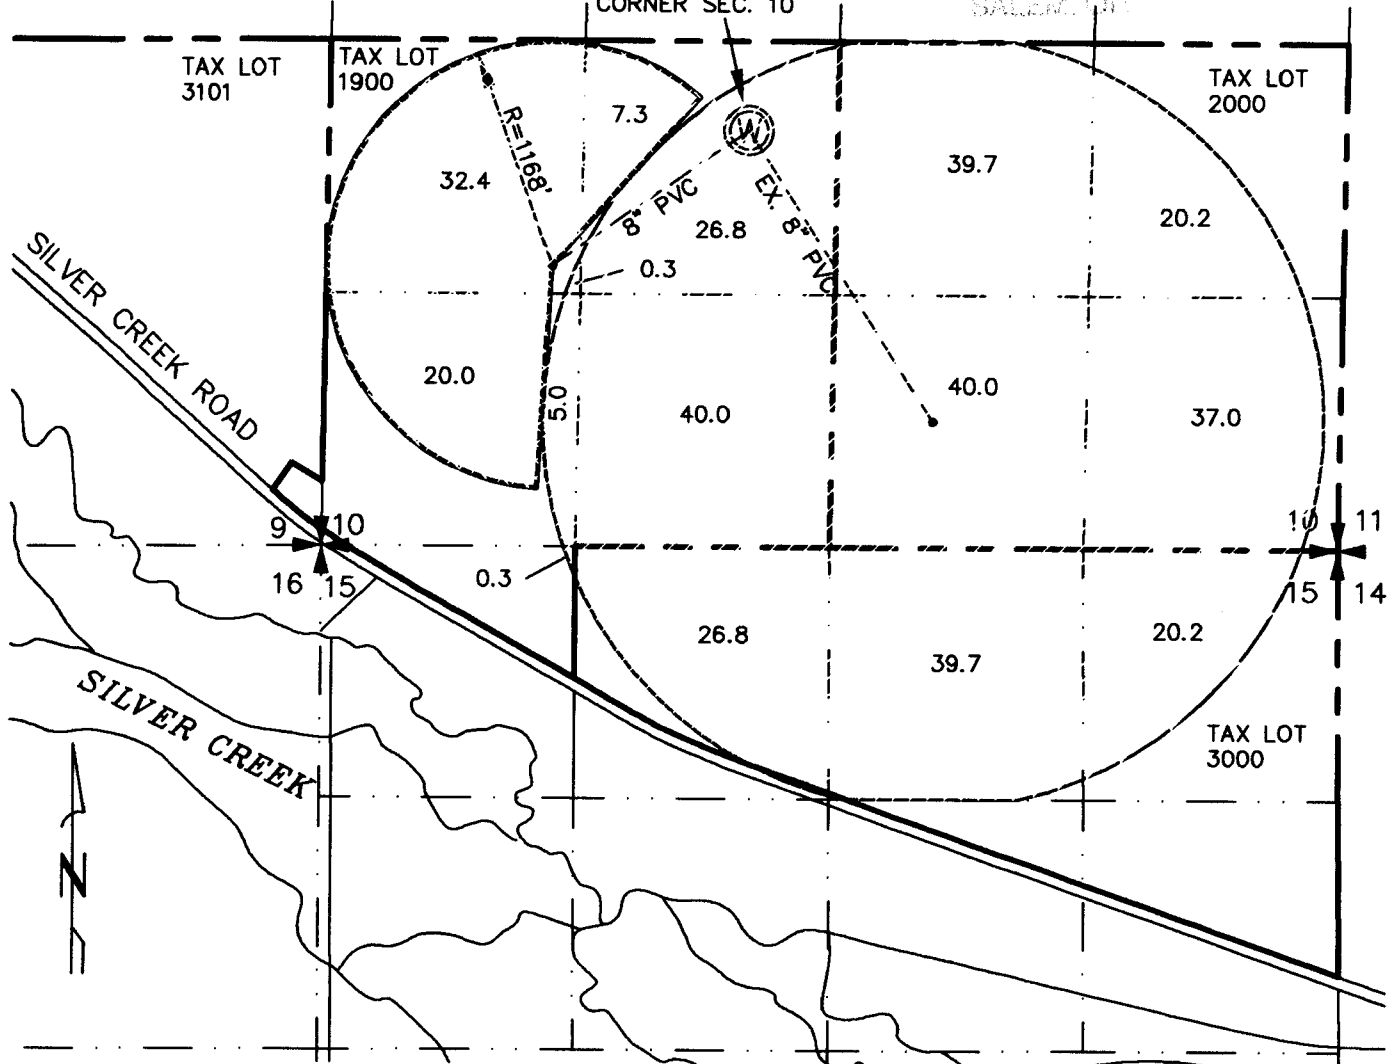 CORNER SEC. 10
TAX LOT
3101
TAX LOT
1900
TAX LOT
2000
7.3
W
39.7
R=1168'
32.4
8" PVC
EX. 8" PVC
26.8
20.2
0.3
SILVER CREEK ROAD
20.0
5.0
40.0
40.0
37.0
9
10
10
11
16
15
15
14
0.3
26.8
39.7
20.2
SILVER CREEK
TAX LOT
3000
N